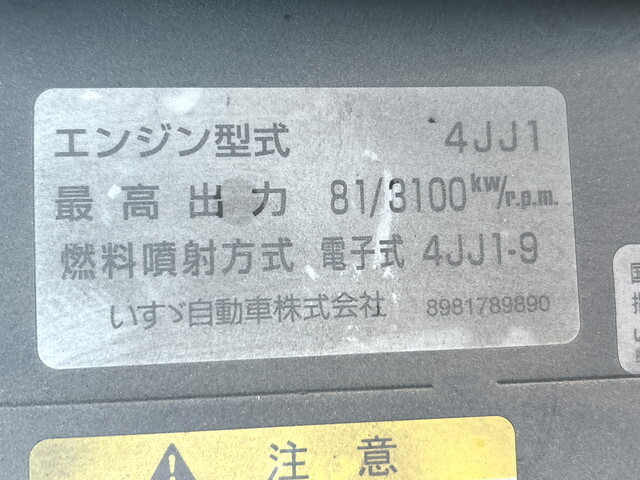 エンジン型式 4JJ1
最高出力 81/3100kw/r.p.m.
燃料噴射方式 電子式 4JJ1-9
いすゞ自動車株式会社 8981789890
注意